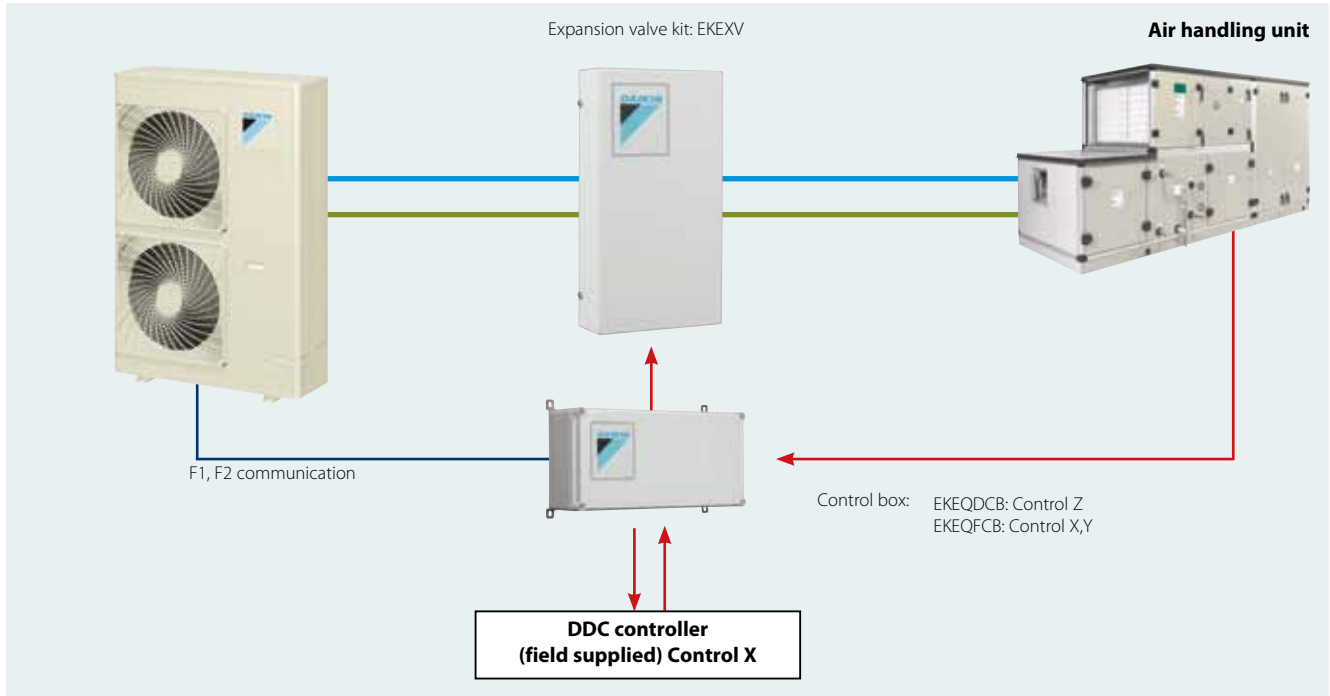 Expansion valve kit: EKEXV
Air handling unit
DAIKIN
F1, F2 communication
Control box:
EKEQDCB: Control Z
EKEQFCB: Control X,Y
DDC controller
(field supplied) Control X